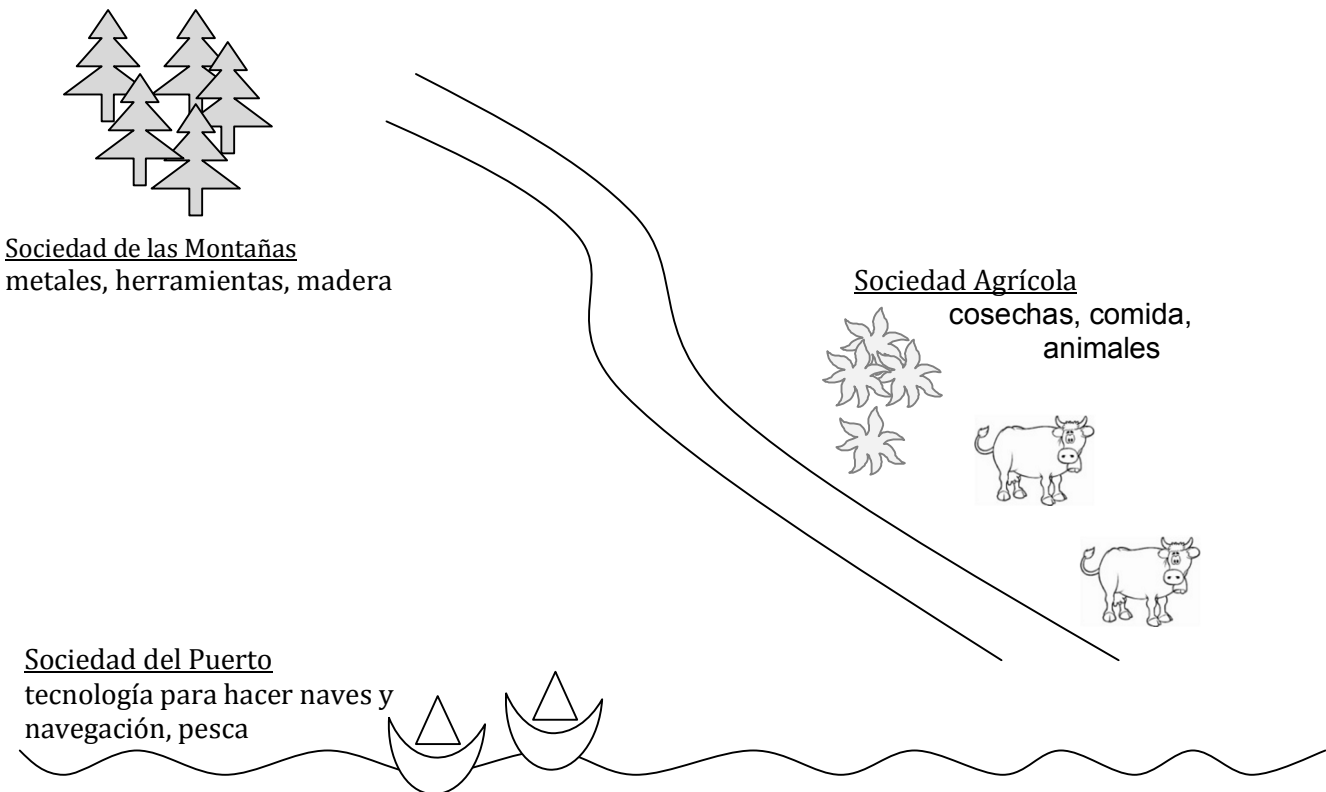 Sociedad de las Montañas
metales, herramientas, madera
Sociedad Agrícola
cosechas, comida,
animales
Sociedad del Puerto
tecnología para hacer naves y
navegación, pesca